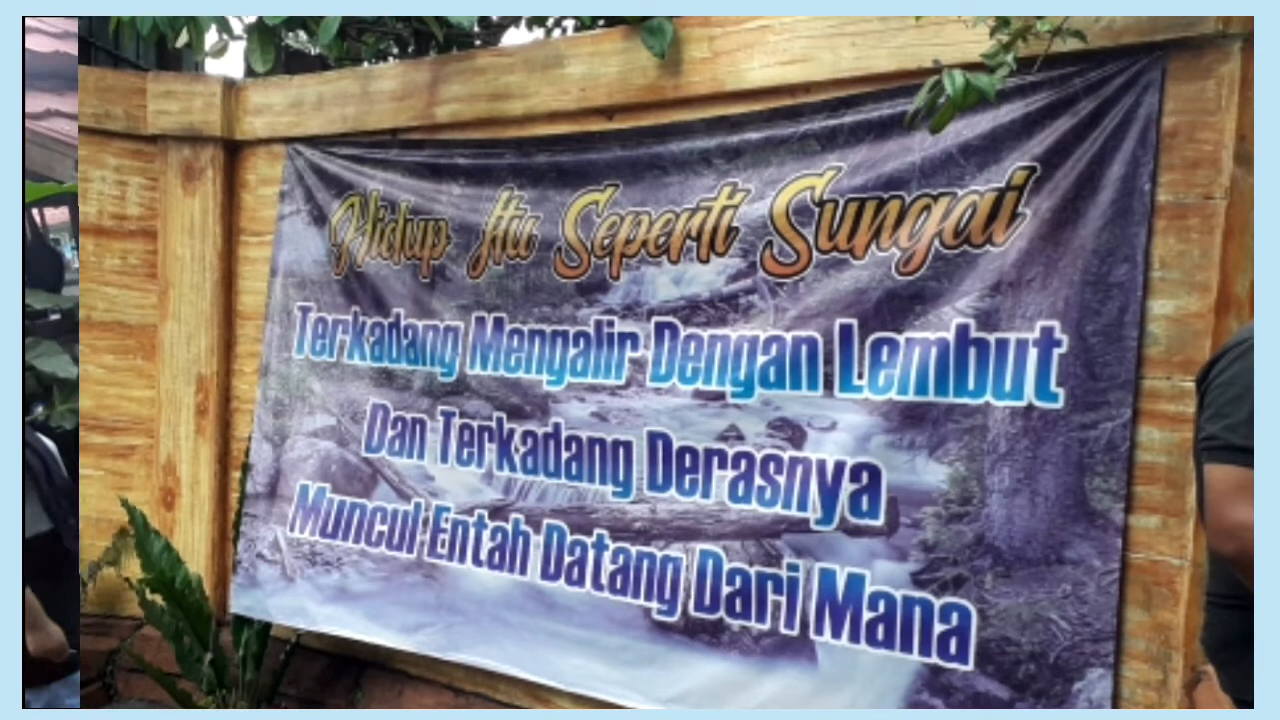 Hidup Itu Seperti Sungai
Terkadang Mengalir Dengan Lembut
Dan Terkadang Derasnya
Muncul Entah Datang Dari Mana